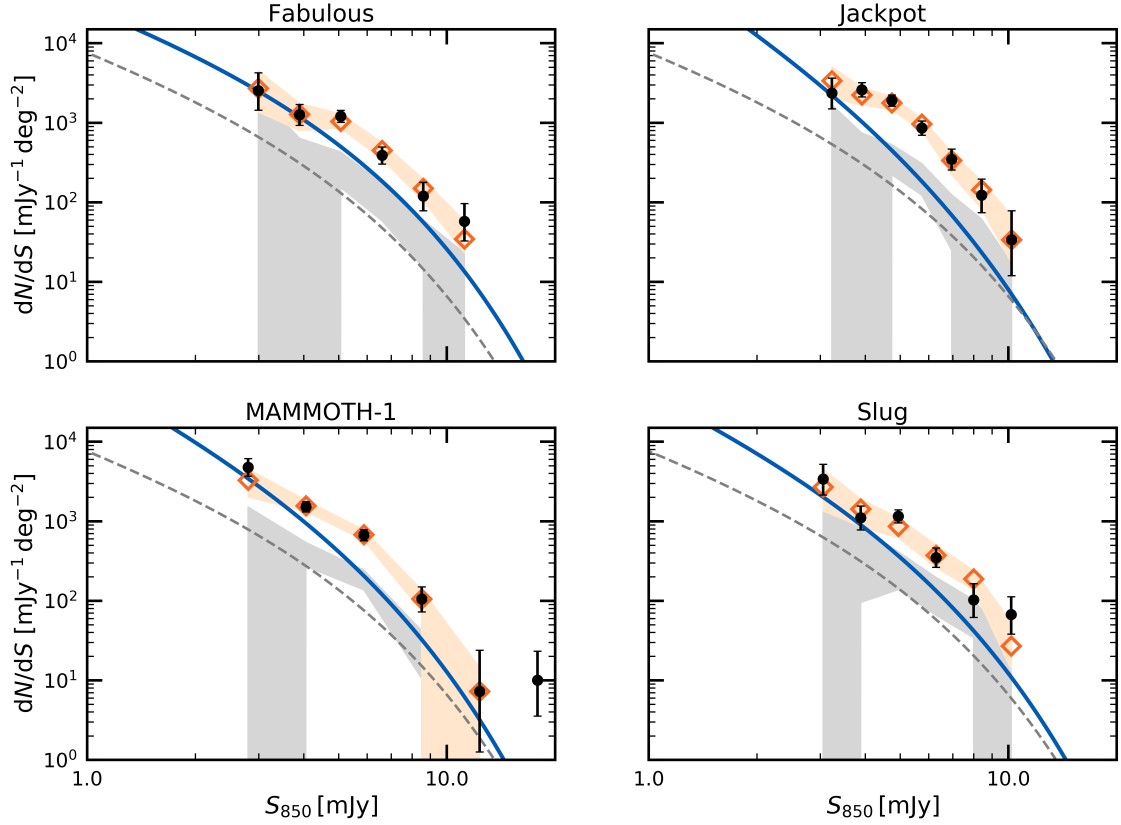 Fabulous
Jackpot
10⁴
10³
10²
10¹
10⁰
dN/dS [mJy⁻¹ deg⁻²]
MAMMOTH-1
Slug
10⁴
10³
10²
10¹
10⁰
dN/dS [mJy⁻¹ deg⁻²]
1.0 10.0
1.0 10.0
S₈₅₀ [mJy]
S₈₅₀ [mJy]